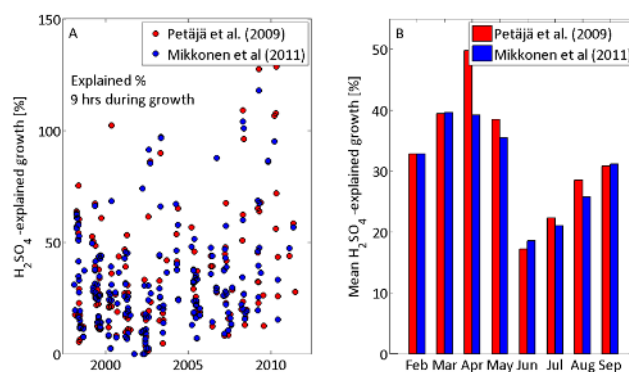 A
Petäjä et al. (2009)
Mikkonen et al (2011)
Explained %
9 hrs during growth
H2SO4 -explained growth [%]
150
100
50
0
2000
2005
2010
B
Petäjä et al. (2009)
Mikkonen et al (2011)
Mean H2SO4 -explained growth [%]
50
40
30
20
10
0
Feb Mar Apr May Jun Jul Aug Sep